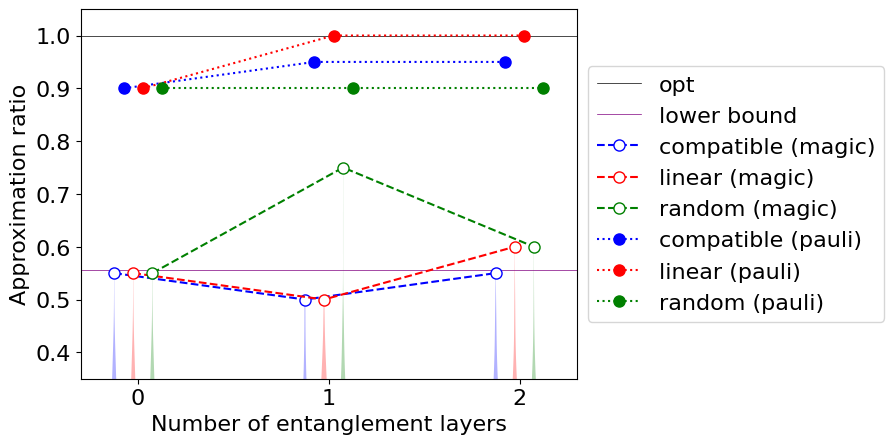 1.0
0.9
0.8
0.7
0.6
0.5
0.4
Approximation ratio
0 1 2
Number of entanglement layers
opt
lower bound
compatible (magic)
linear (magic)
random (magic)
compatible (pauli)
linear (pauli)
random (pauli)